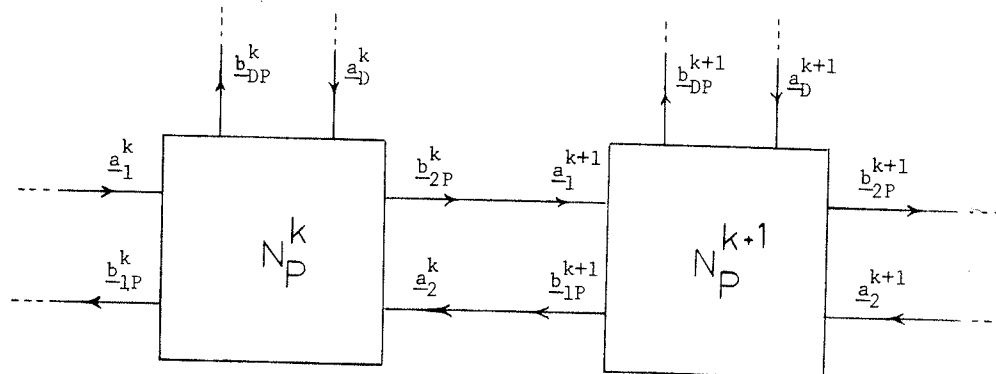 b_DP^k a_D^k b_DP^{k+1} a_D^{k+1}
a_1^k b_2P^k a_1^{k+1} b_2P^{k+1}
N_P^k N_P^{k+1}
b_1P^k a_2^k b_1P^{k+1} a_2^{k+1}